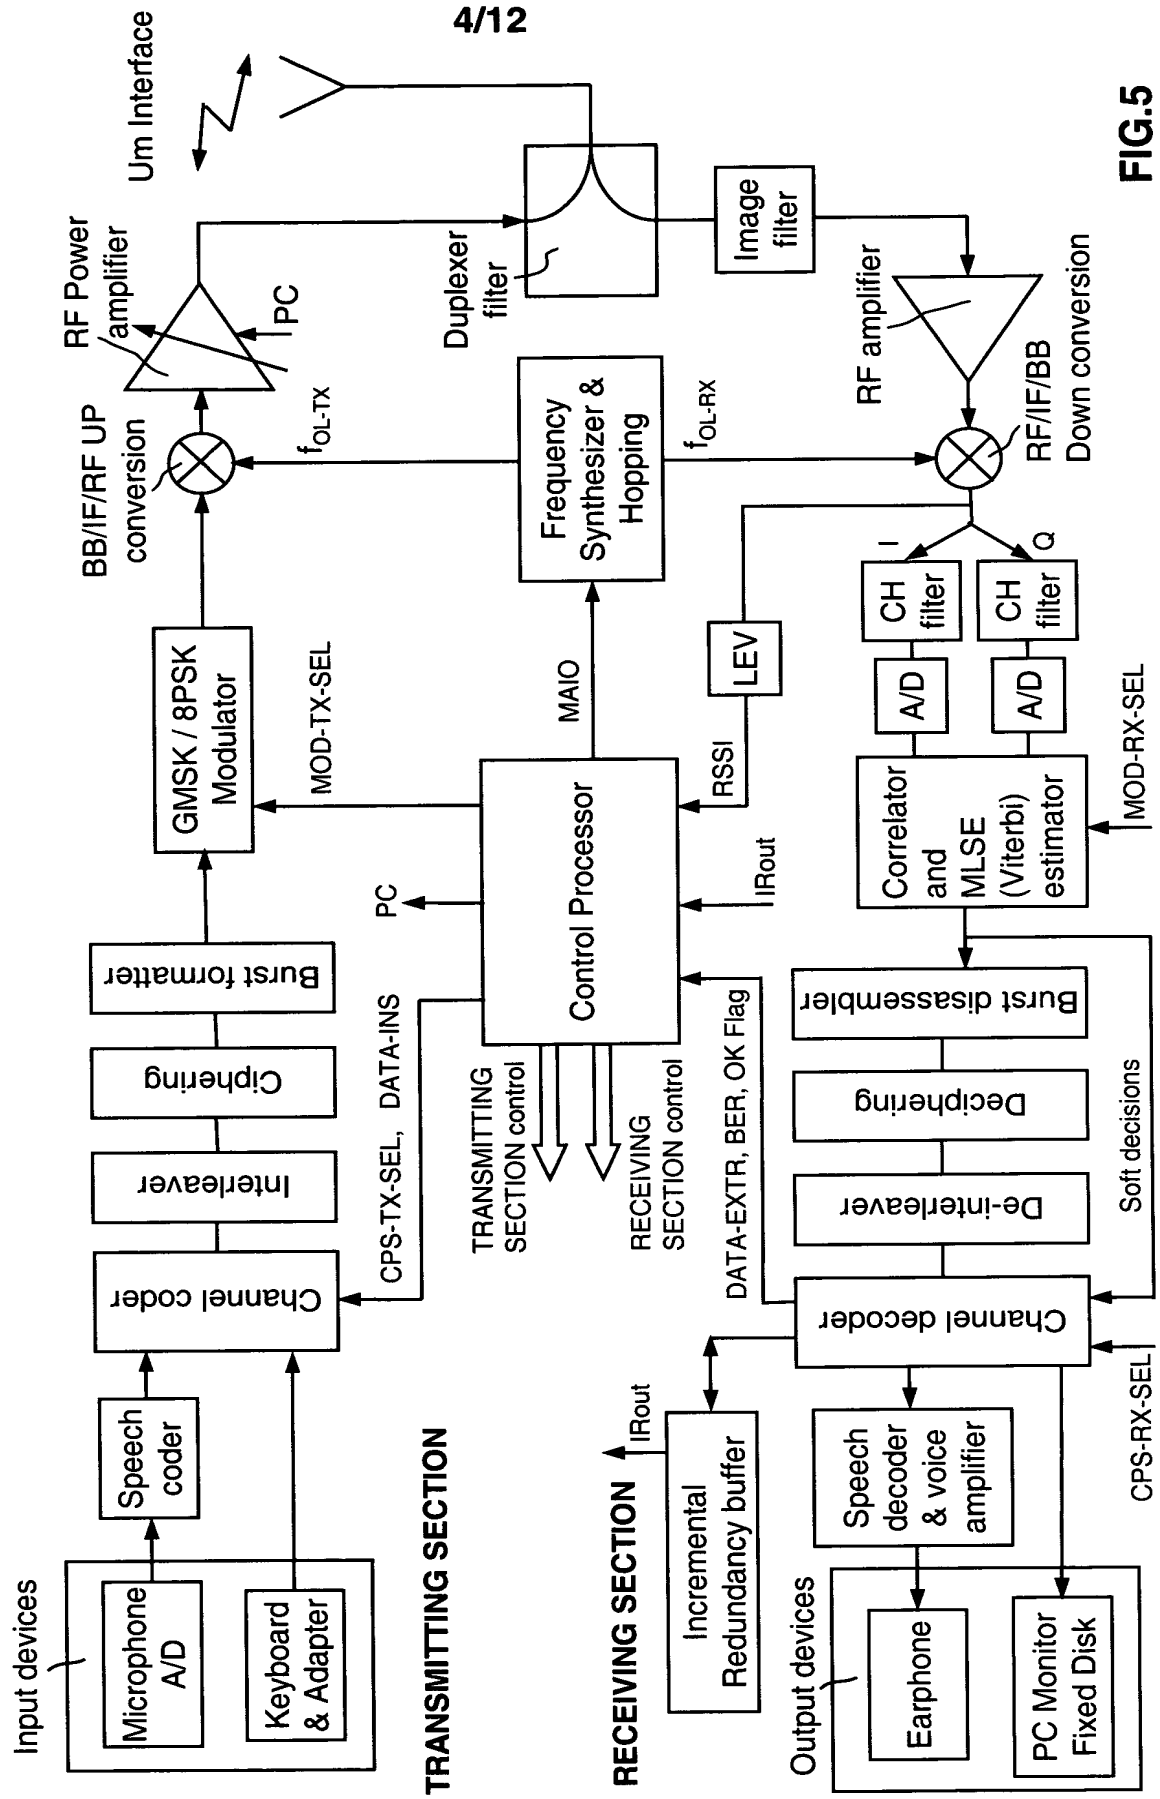 4/12
Input devices
Microphone
A/D
Keyboard
& Adapter
Speech
coder
Channel coder
Interleaver
Ciphering
Burst formatter
GMSK / 8PSK
Modulator
BB/IF/RF UP
conversion
RF Power
amplifier
PC
Um Interface
TRANSMITTING SECTION
CPS-TX-SEL, DATA-INS
PC
MOD-TX-SEL
fOL-TX
Duplexer
filter
TRANSMITTING
SECTION control
RECEIVING
SECTION control
Control Processor
MAIO
Frequency
Synthesizer &
Hopping
fOL-RX
Image
filter
RECEIVING SECTION
IRout
Incremental
Redundancy buffer
DATA-EXTR, BER, OK Flag
IRout
RSSI
LEV
RF amplifier
RF/IF/BB
Down conversion
Output devices
Earphone
PC Monitor
Fixed Disk
Speech
decoder
& voice
amplifier
Channel decoder
De-interleaver
Deciphering
Burst disassembler
Correlator
and
MLSE
(Viterbi)
estimator
A/D
A/D
CH
filter
CH
filter
I
Q
CPS-RX-SEL
Soft decisions
MOD-RX-SEL
FIG.5